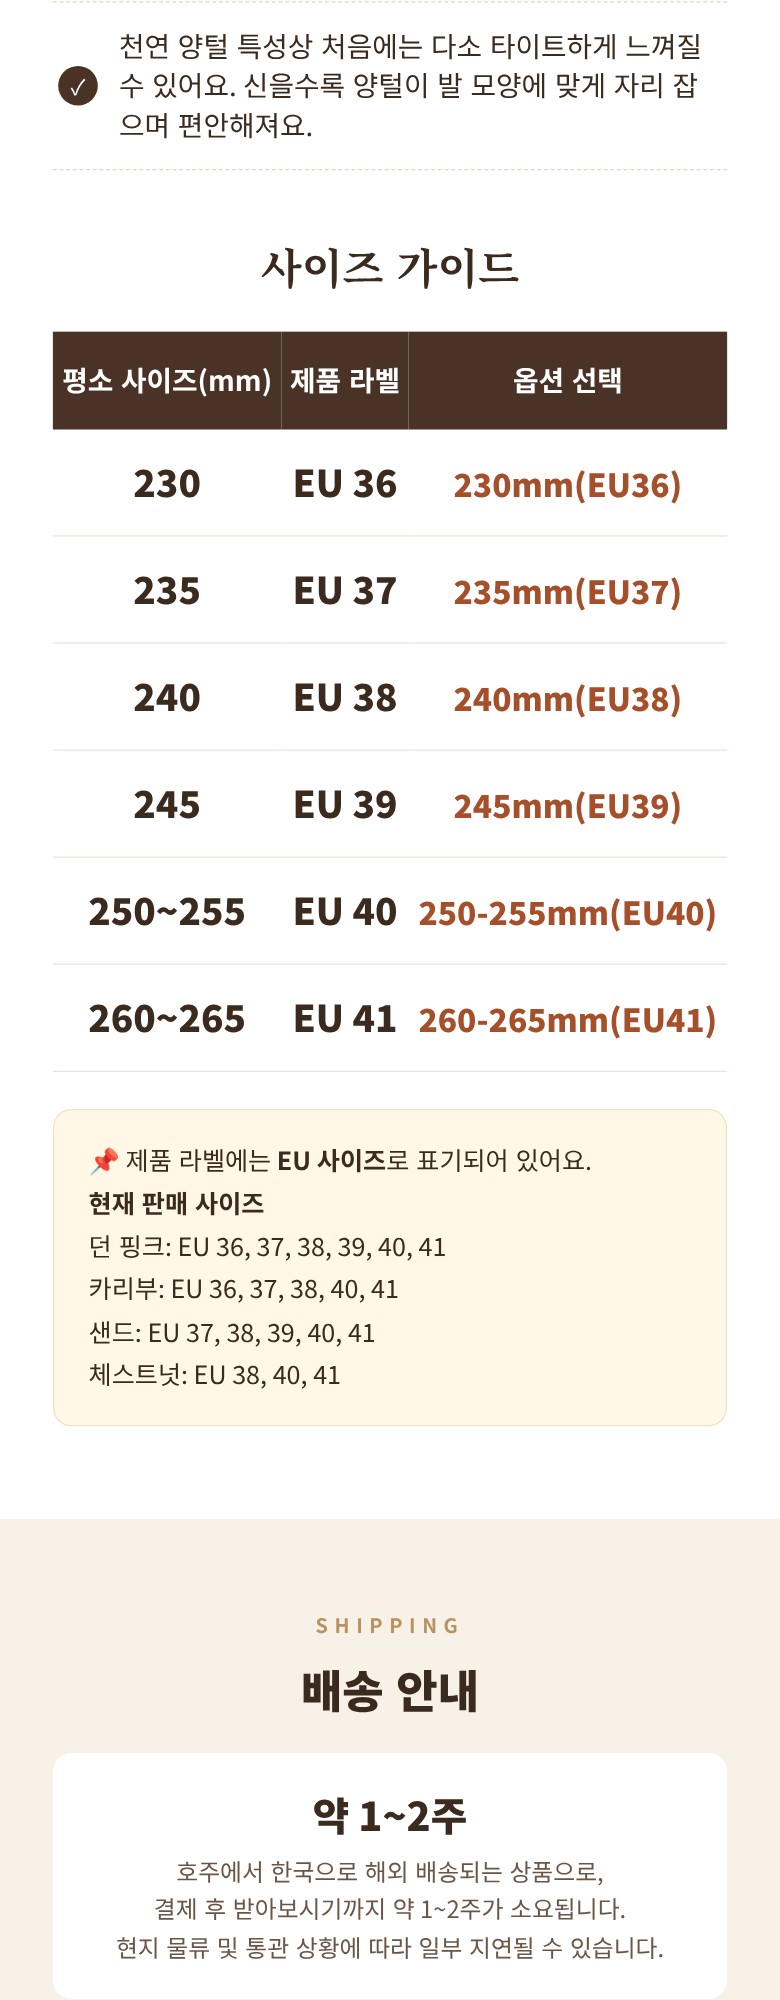 천연 양털 특성상 처음에는 다소 타이트하게 느껴질
수 있어요. 신을수록 양털이 발 모양에 맞게 자리 잡
으며 편안해져요.
사이즈 가이드
평소 사이즈(mm) 제품 라벨 옵션 선택
230 EU 36 230mm(EU36)
235 EU 37 235mm(EU37)
240 EU 38 240mm(EU38)
245 EU 39 245mm(EU39)
250~255 EU 40 250-255mm(EU40)
260~265 EU 41 260-265mm(EU41)
📌 제품 라벨에는 EU 사이즈로 표기되어 있어요.
현재 판매 사이즈
던 핑크: EU 36, 37, 38, 39, 40, 41
카리부: EU 36, 37, 38, 40, 41
샌드: EU 37, 38, 39, 40, 41
체스트넛: EU 38, 40, 41
SHIPPING
배송 안내
약 1~2주
호주에서 한국으로 해외 배송되는 상품으로,
결제 후 받아보시기까지 약 1~2주가 소요됩니다.
현지 물류 및 통관 상황에 따라 일부 지연될 수 있습니다.